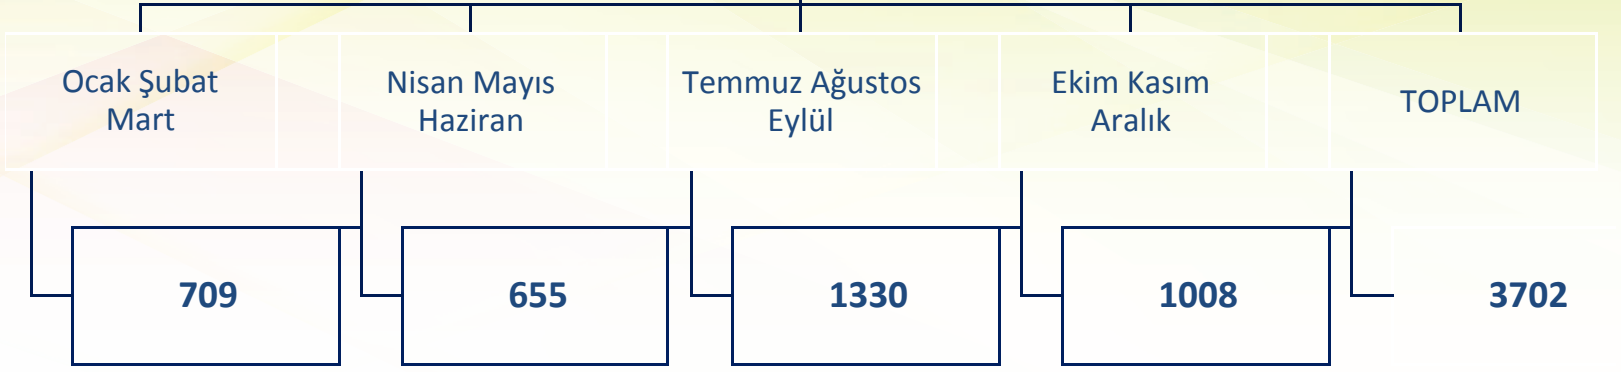 Ocak Şubat
Mart
Nisan Mayıs
Haziran
Temmuz Ağustos
Eylül
Ekim Kasım
Aralık
TOPLAM
709
655
1330
1008
3702